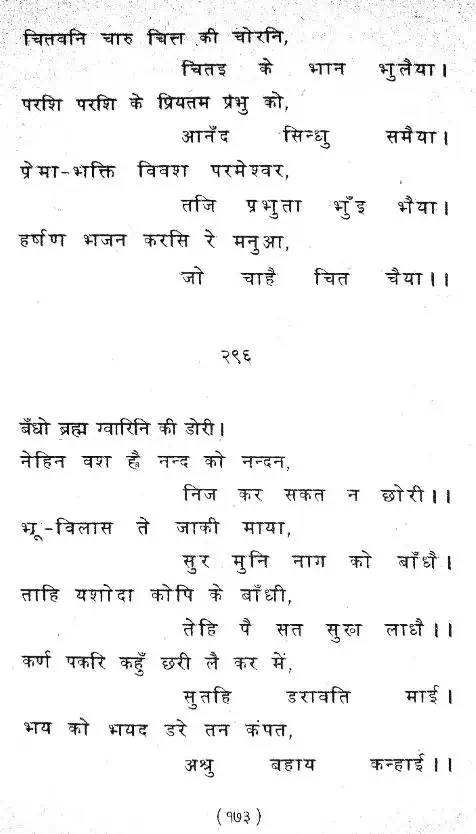 चितवनि चारु चित्त की चोरनि,
चितइ के भान भुलैया।
परशि परशि के प्रियतम प्रभु को,
आनँद सिन्धु समैया।
प्रेमा-भक्ति विवश परमेश्वर,
तजि प्रभुता भुँइ भैया।
हर्षण भजन करसि रे मनुआ,
जो चाहै चित चैया।।
२९६
बँधो ब्रह्म ग्वारिनि की डोरी।
नेहिन वश ह्वै नन्द को नन्दन,
निज कर सकत न छोरी।।
भ्रू-विलास ते जाकी माया,
सुर मुनि नाग को बाँधै।
ताहि यशोदा कोपि के बाँधी,
तेहि पै सत सुख लाधै।।
कर्ण पकरि कहुँ छरी लै कर में,
सुतहि डरावति माई।
भय को भयद डरे तन कंपत,
अश्रु बहाय कन्हाई।।
(१७३)